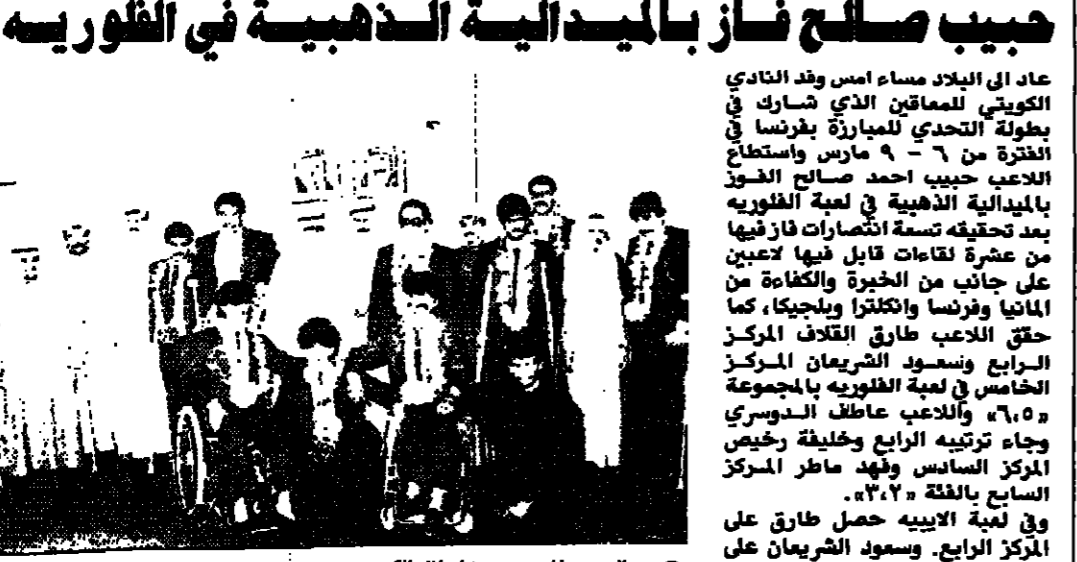 حبيب صالح فاز بالميدالية الذهبية في الفلوريه
عاد الى البلاد مساء امس وفد النادي
الكويتي للمعاقين الذي شارك في
بطولة التحدي للمبارزة بفرنسا في
الفترة من ٦ - ٩ مارس واستطاع
اللاعب حبيب احمد صالح الفوز
بالميدالية الذهبية في لعبة الفلوريه
بعد تحقيقه تسعة انتصارات فاز فيها
من عشرة لقاءات قابل فيها لاعبين
على جانب من الخبرة والكفاءة من
المانيا وفرنسا وانكلترا وبلجيكا، كما
حقق اللاعب طارق القلاف المركز
الرابع وسعود الشريعان المركز
الخامس في لعبة الفلوريه بالمجموعة
«٦،٥» واللاعب عاطف الدوسري
وجاء ترتيبه الرابع وخليفة رخيص
المركز السادس وفهد ماطر المركز
السابع بالفئة «٣،٢».
وفي لعبة الايبيه حصل طارق على
المركز الرابع. وسعود الشريعان على